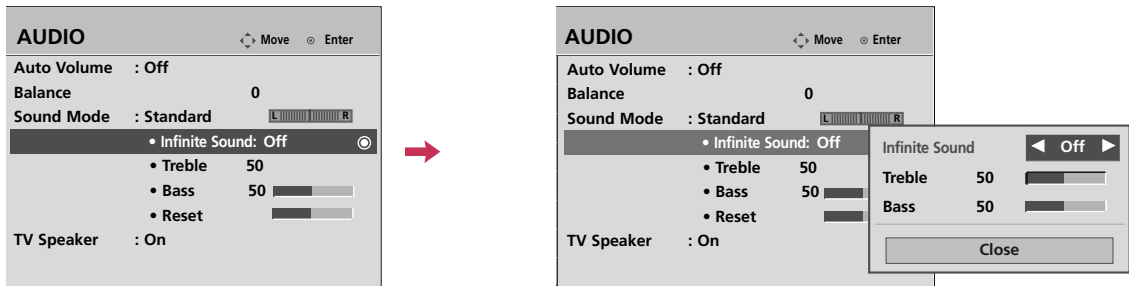 AUDIO Move Enter
Auto Volume : Off
Balance 0
Sound Mode : Standard L R
• Infinite Sound: Off
• Treble 50
• Bass 50
• Reset
TV Speaker : On
AUDIO Move Enter
Auto Volume : Off
Balance 0
Sound Mode : Standard L R
• Infinite Sound: Off
• Treble 50
• Bass 50
• Reset
TV Speaker : On
Infinite Sound ◀ Off ▶
Treble 50
Bass 50
Close